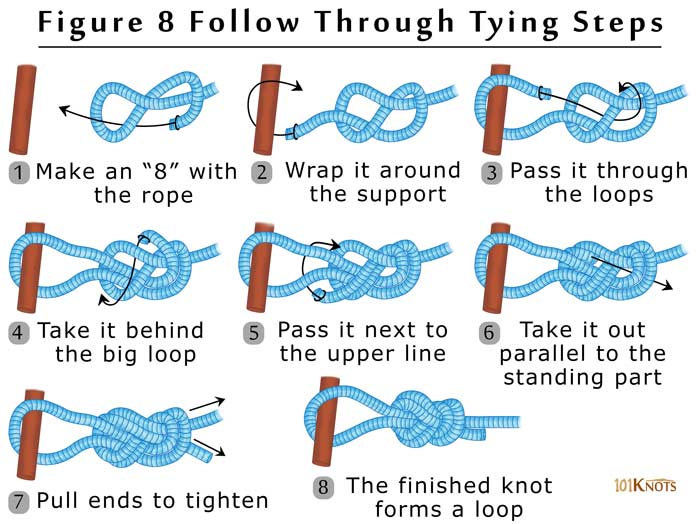 Figure 8 Follow Through Tying Steps
1 Make an “8” with
the rope
2 Wrap it around
the support
3 Pass it through
the loops
4 Take it behind
the big loop
5 Pass it next to
the upper line
6 Take it out
parallel to the
standing part
7 Pull ends to tighten
8 The finished knot
forms a loop
101KNOTS